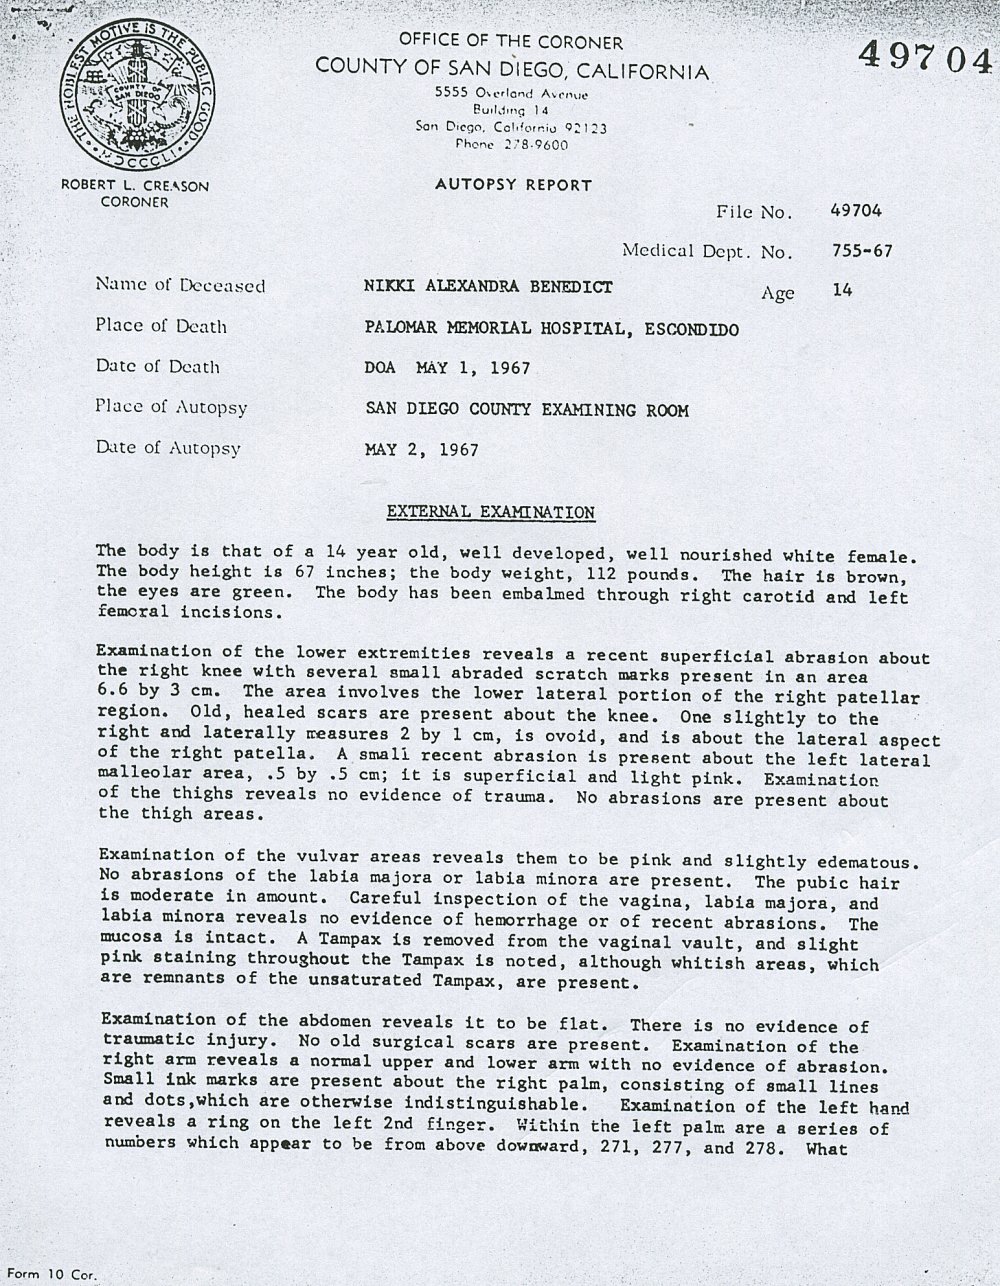 49704
THE NOBLEST MOTIVE IS THE PUBLIC GOOD
COUNTY OF
SAN DIEGO
MDCCCLI
OFFICE OF THE CORONER
COUNTY OF SAN DIEGO, CALIFORNIA
5555 Overland Avenue
Building 14
San Diego, California 92123
Phone 278-9600
ROBERT L. CREASON
CORONER
AUTOPSY REPORT
File No. 49704
Medical Dept. No. 755-67
Name of Deceased NIKKI ALEXANDRA BENEDICT Age 14
Place of Death PALOMAR MEMORIAL HOSPITAL, ESCONDIDO
Date of Death DOA MAY 1, 1967
Place of Autopsy SAN DIEGO COUNTY EXAMINING ROOM
Date of Autopsy MAY 2, 1967
EXTERNAL EXAMINATION
The body is that of a 14 year old, well developed, well nourished white female.
The body height is 67 inches; the body weight, 112 pounds. The hair is brown,
the eyes are green. The body has been embalmed through right carotid and left
femoral incisions.
Examination of the lower extremities reveals a recent superficial abrasion about
the right knee with several small abraded scratch marks present in an area
6.6 by 3 cm. The area involves the lower lateral portion of the right patellar
region. Old, healed scars are present about the knee. One slightly to the
right and laterally measures 2 by 1 cm, is ovoid, and is about the lateral aspect
of the right patella. A small recent abrasion is present about the left lateral
malleolar area, .5 by .5 cm; it is superficial and light pink. Examination
of the thighs reveals no evidence of trauma. No abrasions are present about
the thigh areas.
Examination of the vulvar areas reveals them to be pink and slightly edematous.
No abrasions of the labia majora or labia minora are present. The pubic hair
is moderate in amount. Careful inspection of the vagina, labia majora, and
labia minora reveals no evidence of hemorrhage or of recent abrasions. The
mucosa is intact. A Tampax is removed from the vaginal vault, and slight
pink staining throughout the Tampax is noted, although whitish areas, which
are remnants of the unsaturated Tampax, are present.
Examination of the abdomen reveals it to be flat. There is no evidence of
traumatic injury. No old surgical scars are present. Examination of the
right arm reveals a normal upper and lower arm with no evidence of abrasion.
Small ink marks are present about the right palm, consisting of small lines
and dots,which are otherwise indistinguishable. Examination of the left hand
reveals a ring on the left 2nd finger. Within the left palm are a series of
numbers which appear to be from above downward, 271, 277, and 278. What
Form 10 Cor.